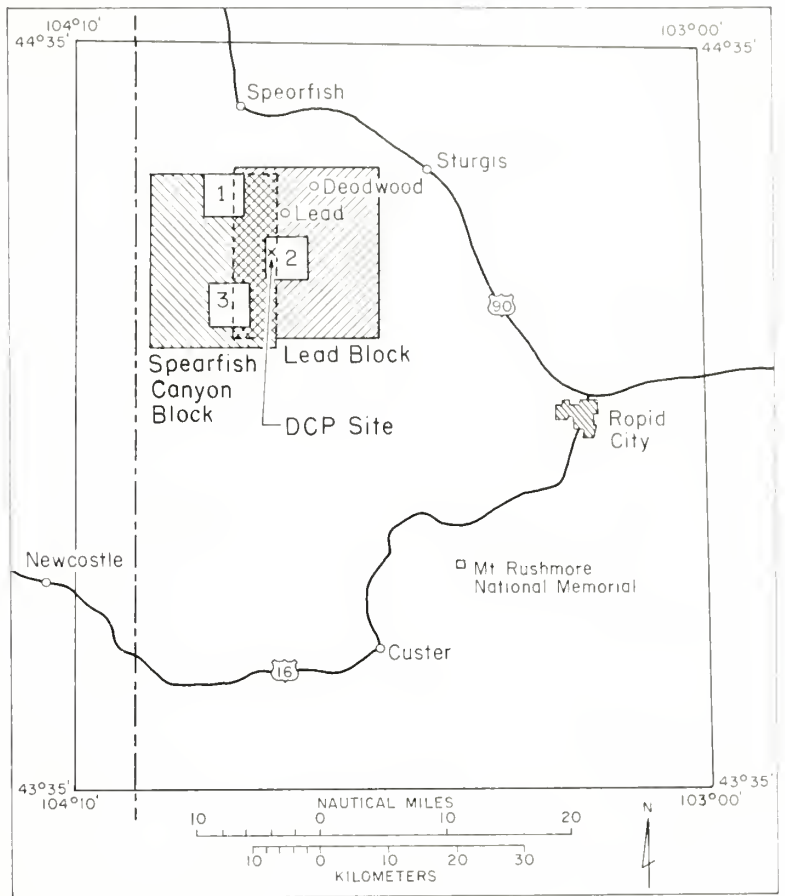 104°10'
103°00'
44°35'
44°35'
Spearfish
Sturgis
1
Deadwood
Lead
2
3
90
Spearfish
Canyon
Block
Lead Block
DCP Site
Rapid
City
Newcastle
Mt Rushmore
National Memorial
Custer
16
43°35'
43°35'
104°10'
103°00'
NAUTICAL MILES
N
10 0 10 20
10 0 10 20 30
KILOMETERS